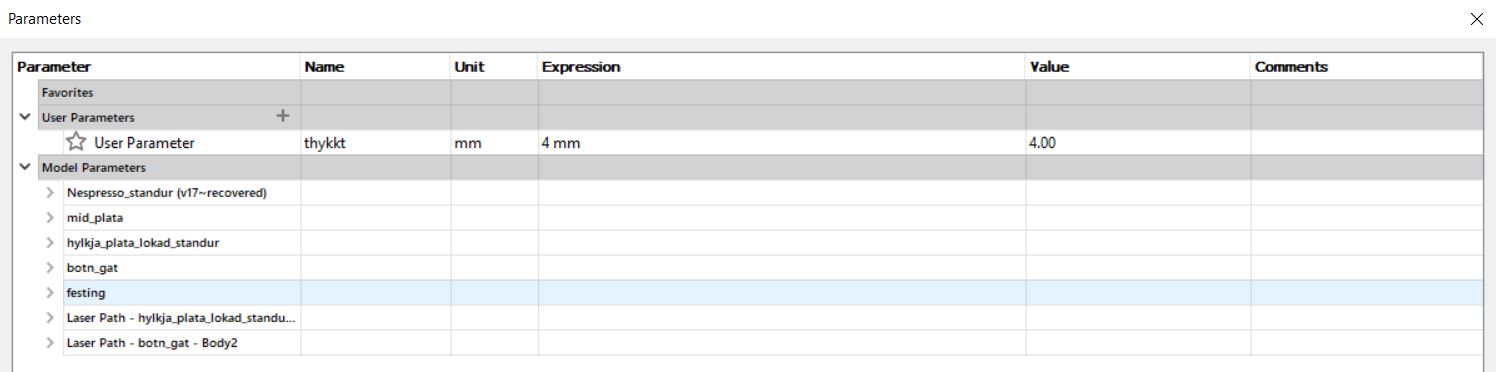 Parameters
Parameter Name Unit Expression Value Comments
Favorites
User Parameters +
User Parameter thykkt mm 4 mm 4.00
Model Parameters
Nespresso_standur (v17~recovered)
mid_plata
hylkja_plata_lokad_standur
botn_gat
festing
Laser Path - hylkja_plata_lokad_standu...
Laser Path - botn_gat - Body2